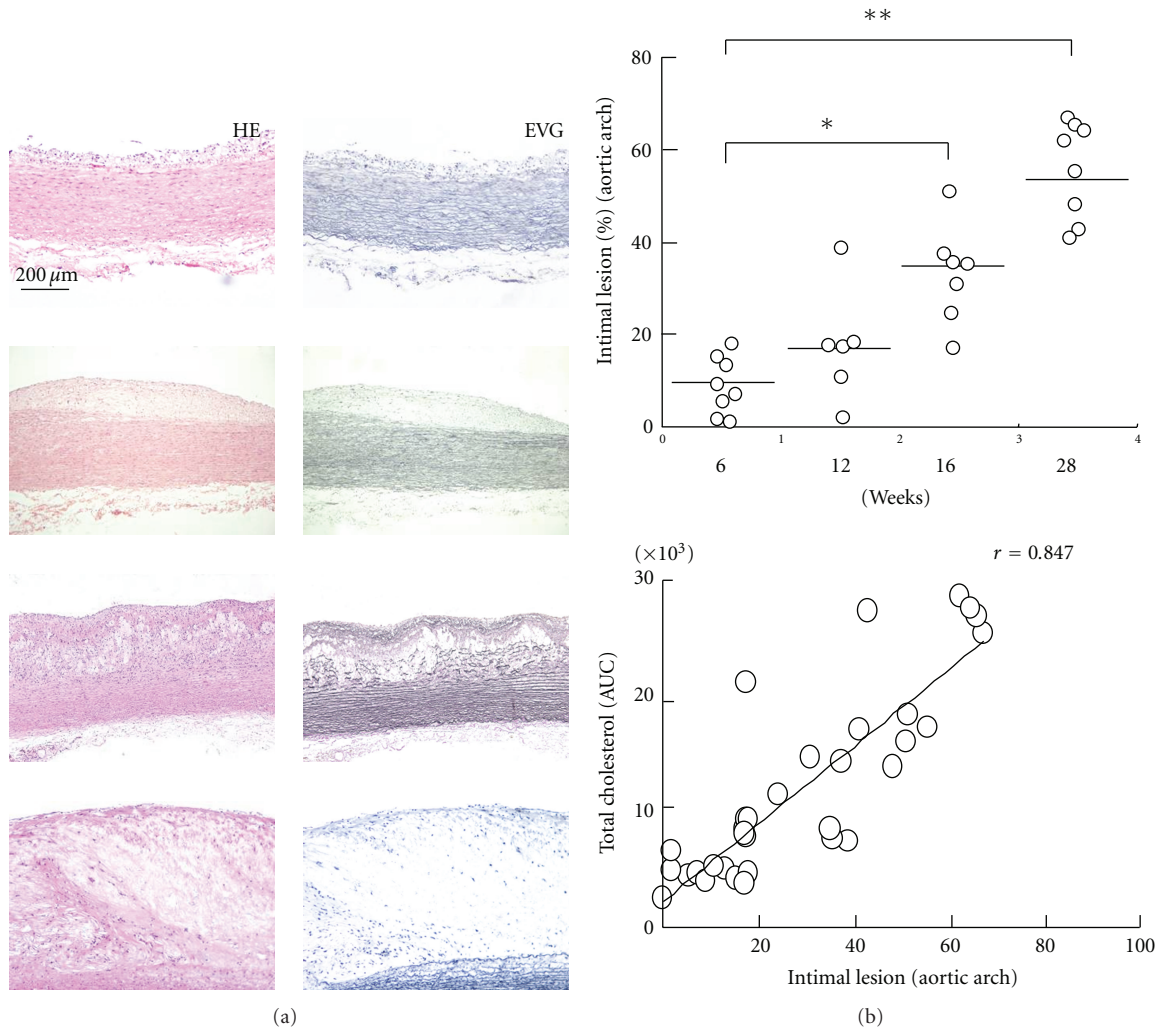 HE
EVG
200 μm
(a)
**
*
80
60
40
20
0
Intimal lesion (%) (aortic arch)
0 1 2 3 4
6 12 16 28
(Weeks)
(×10³)
r = 0.847
30
20
10
0
Total cholesterol (AUC)
20 40 60 80 100
Intimal lesion (aortic arch)
(b)